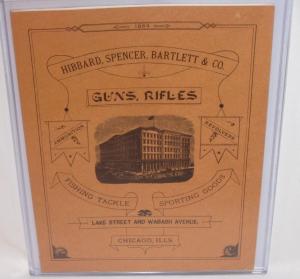 1884
HIBBARD, SPENCER, BARTLETT & CO.
GUNS, RIFLES
AMMUNITION
REVOLVERS
FISHING TACKLE
SPORTING GOODS
LAKE STREET AND WABASH AVENUE,
CHICAGO, ILLS.